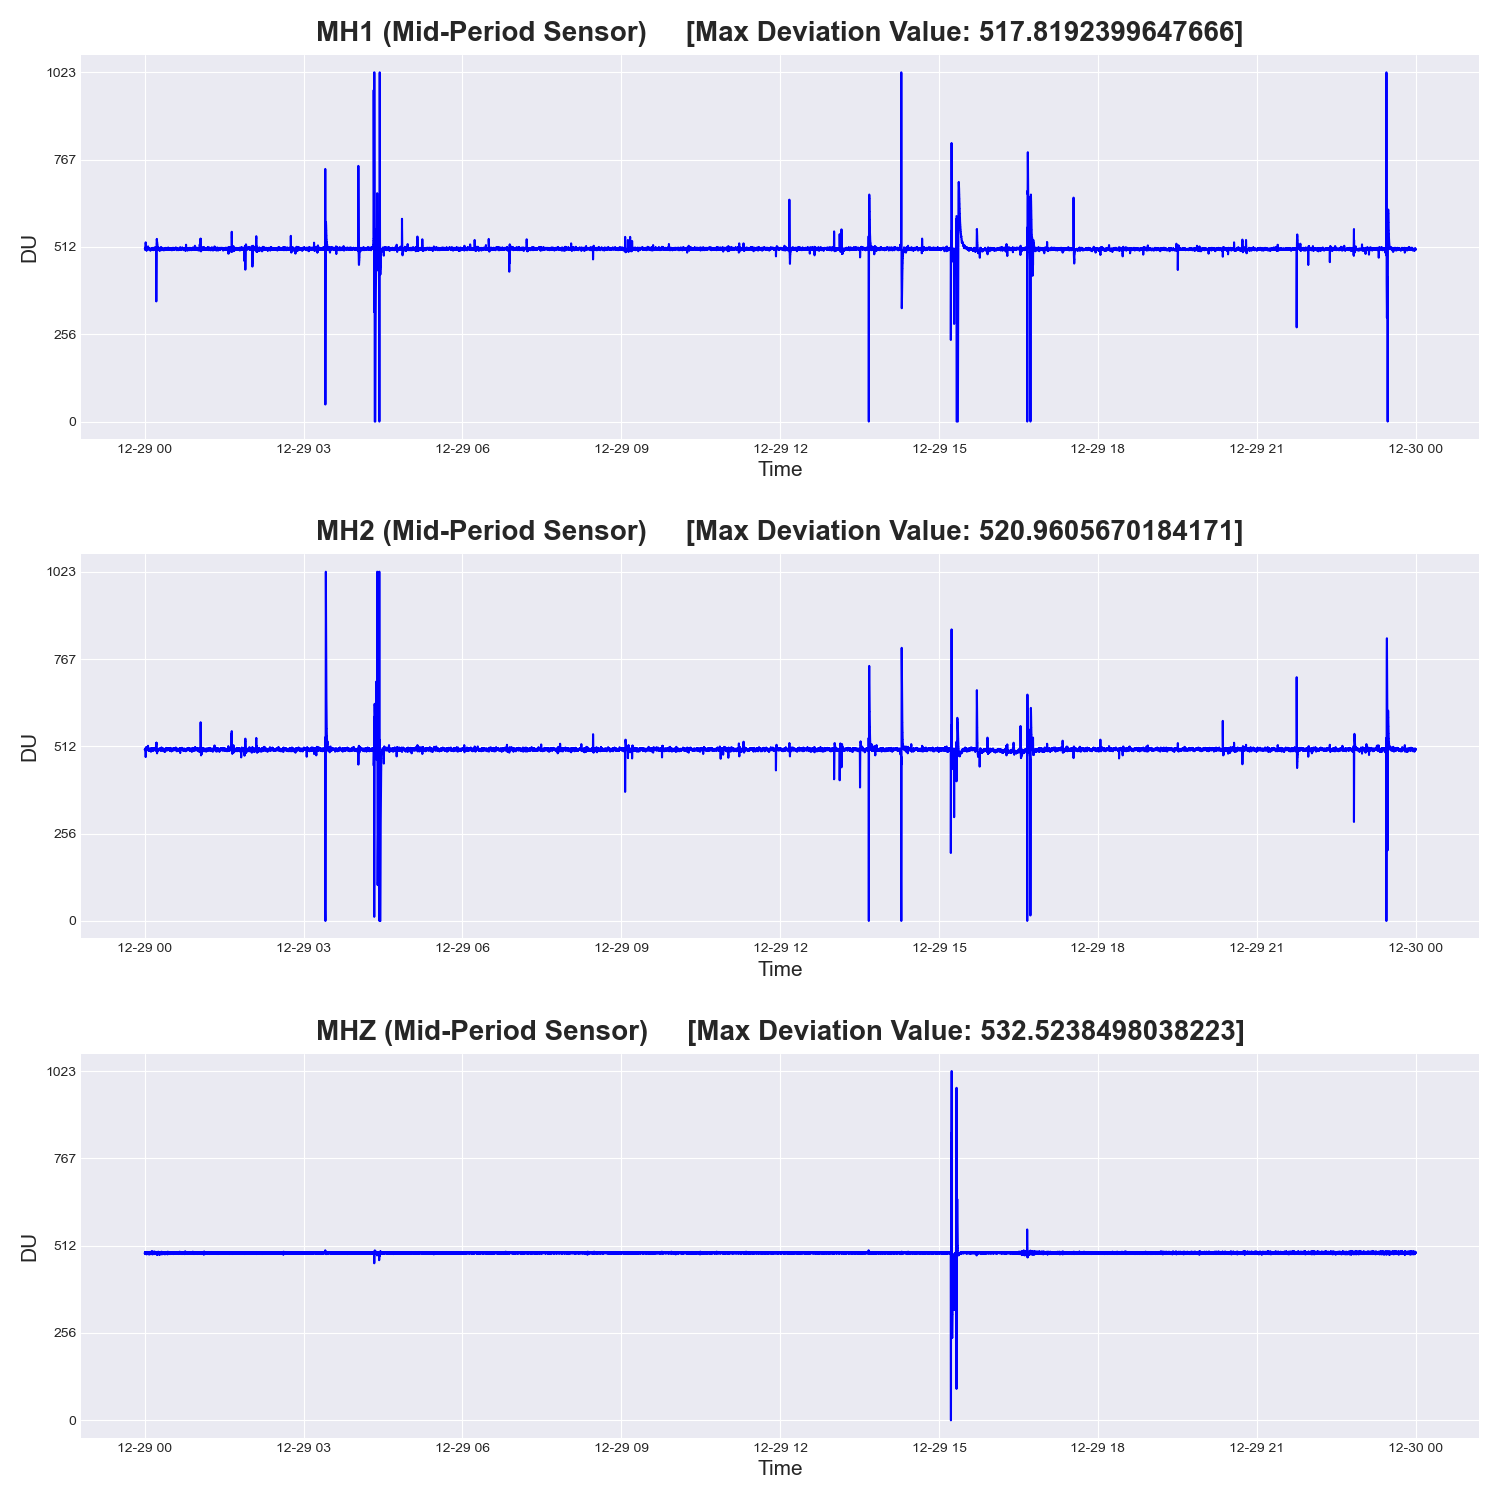 MH1 (Mid-Period Sensor) [Max Deviation Value: 517.8192399647666]
1023
767
512
256
0
DU
12-29 00 12-29 03 12-29 06 12-29 09 12-29 12 12-29 15 12-29 18 12-29 21 12-30 00
Time
MH2 (Mid-Period Sensor) [Max Deviation Value: 520.9605670184171]
1023
767
512
256
0
DU
12-29 00 12-29 03 12-29 06 12-29 09 12-29 12 12-29 15 12-29 18 12-29 21 12-30 00
Time
MHZ (Mid-Period Sensor) [Max Deviation Value: 532.5238498038223]
1023
767
512
256
0
DU
12-29 00 12-29 03 12-29 06 12-29 09 12-29 12 12-29 15 12-29 18 12-29 21 12-30 00
Time